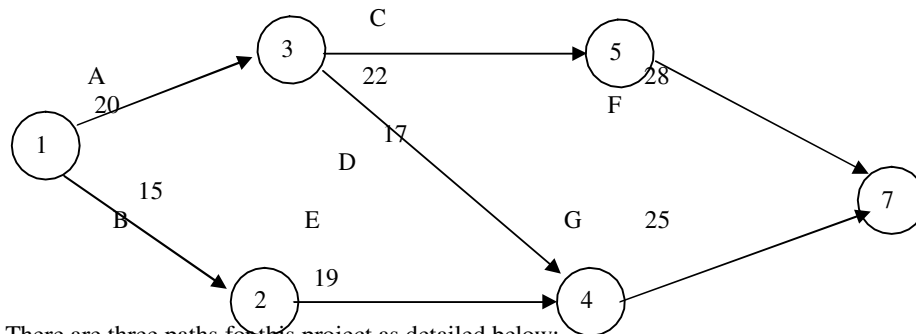 C
3
5
A
22
28
20
F
17
1
D
15
7
B
E
G
25
19
2
4
There are three paths for this project as detailed below: